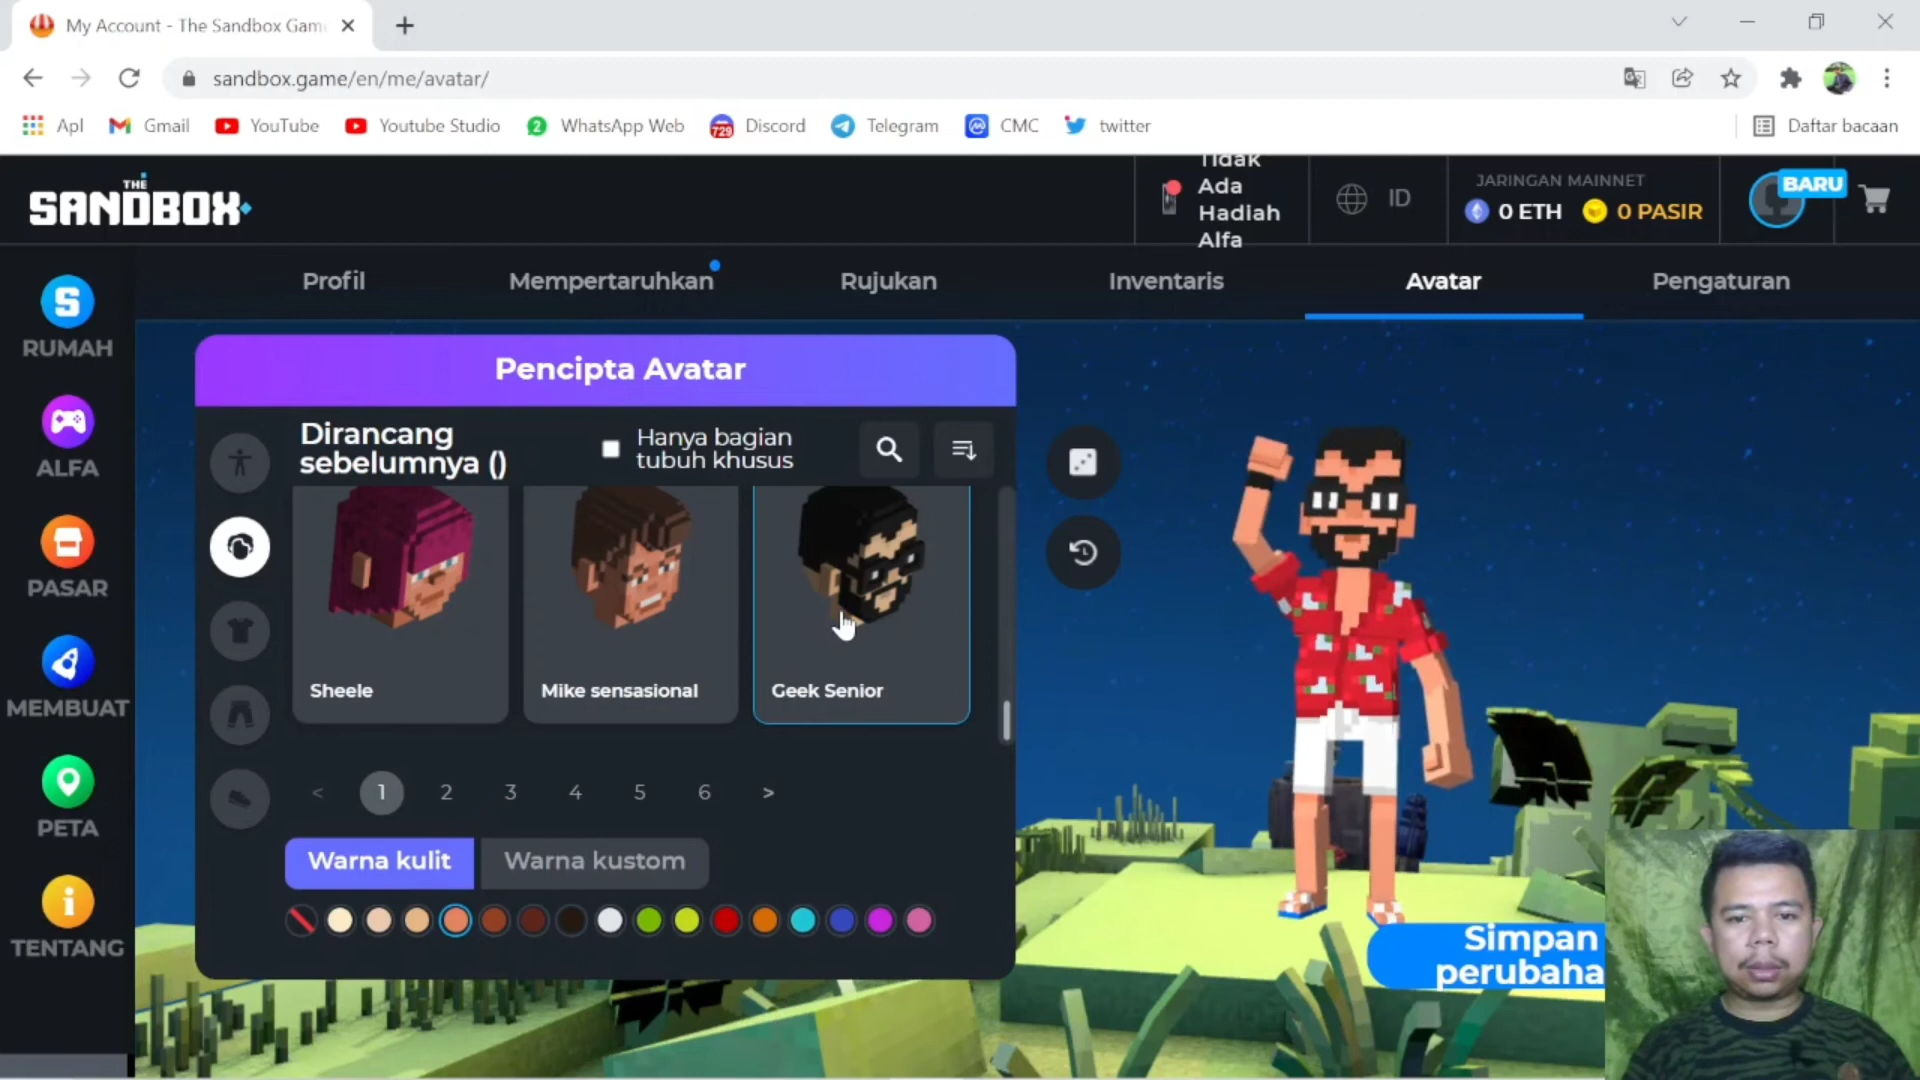 My Account - The Sandbox Gam
sandbox.game/en/me/avatar/
Apl
Gmail
YouTube
Youtube Studio
2
WhatsApp Web
729
Discord
Telegram
CMC
twitter
Daftar bacaan
THE
SANDBOX
Tidak
Ada
Hadiah
Alfa
ID
JARINGAN MAINNET
0 ETH
0 PASIR
BARU
Profil
Mempertaruhkan
Rujukan
Inventaris
Avatar
Pengaturan
S
RUMAH
ALFA
PASAR
MEMBUAT
PETA
i
TENTANG
Pencipta Avatar
Dirancang
sebelumnya ()
Hanya bagian
tubuh khusus
Sheele
Mike sensasional
Geek Senior
< 1 2 3 4 5 6 >
Warna kulit
Warna kustom
Simpan
perubaha